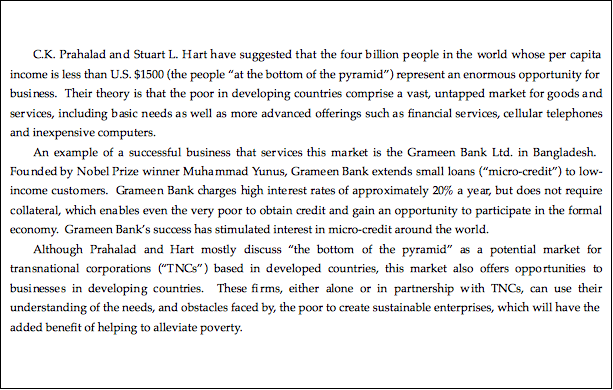 C.K. Prahalad and Stuart L. Hart have suggested that the four billion people in the world whose per capita
income is less than U.S. $1500 (the people “at the bottom of the pyramid”) represent an enormous opportunity for
business. Their theory is that the poor in developing countries comprise a vast, untapped market for goods and
services, including basic needs as well as more advanced offerings such as financial services, cellular telephones
and inexpensive computers.
An example of a successful business that services this market is the Grameen Bank Ltd. in Bangladesh.
Founded by Nobel Prize winner Muhammad Yunus, Grameen Bank extends small loans (“micro-credit”) to low-
income customers. Grameen Bank charges high interest rates of approximately 20% a year, but does not require
collateral, which enables even the very poor to obtain credit and gain an opportunity to participate in the formal
economy. Grameen Bank’s success has stimulated interest in micro-credit around the world.
Although Prahalad and Hart mostly discuss “the bottom of the pyramid” as a potential market for
transnational corporations (“TNCs”) based in developed countries, this market also offers opportunities to
businesses in developing countries. These firms, either alone or in partnership with TNCs, can use their
understanding of the needs, and obstacles faced by, the poor to create sustainable enterprises, which will have the
added benefit of helping to alleviate poverty.